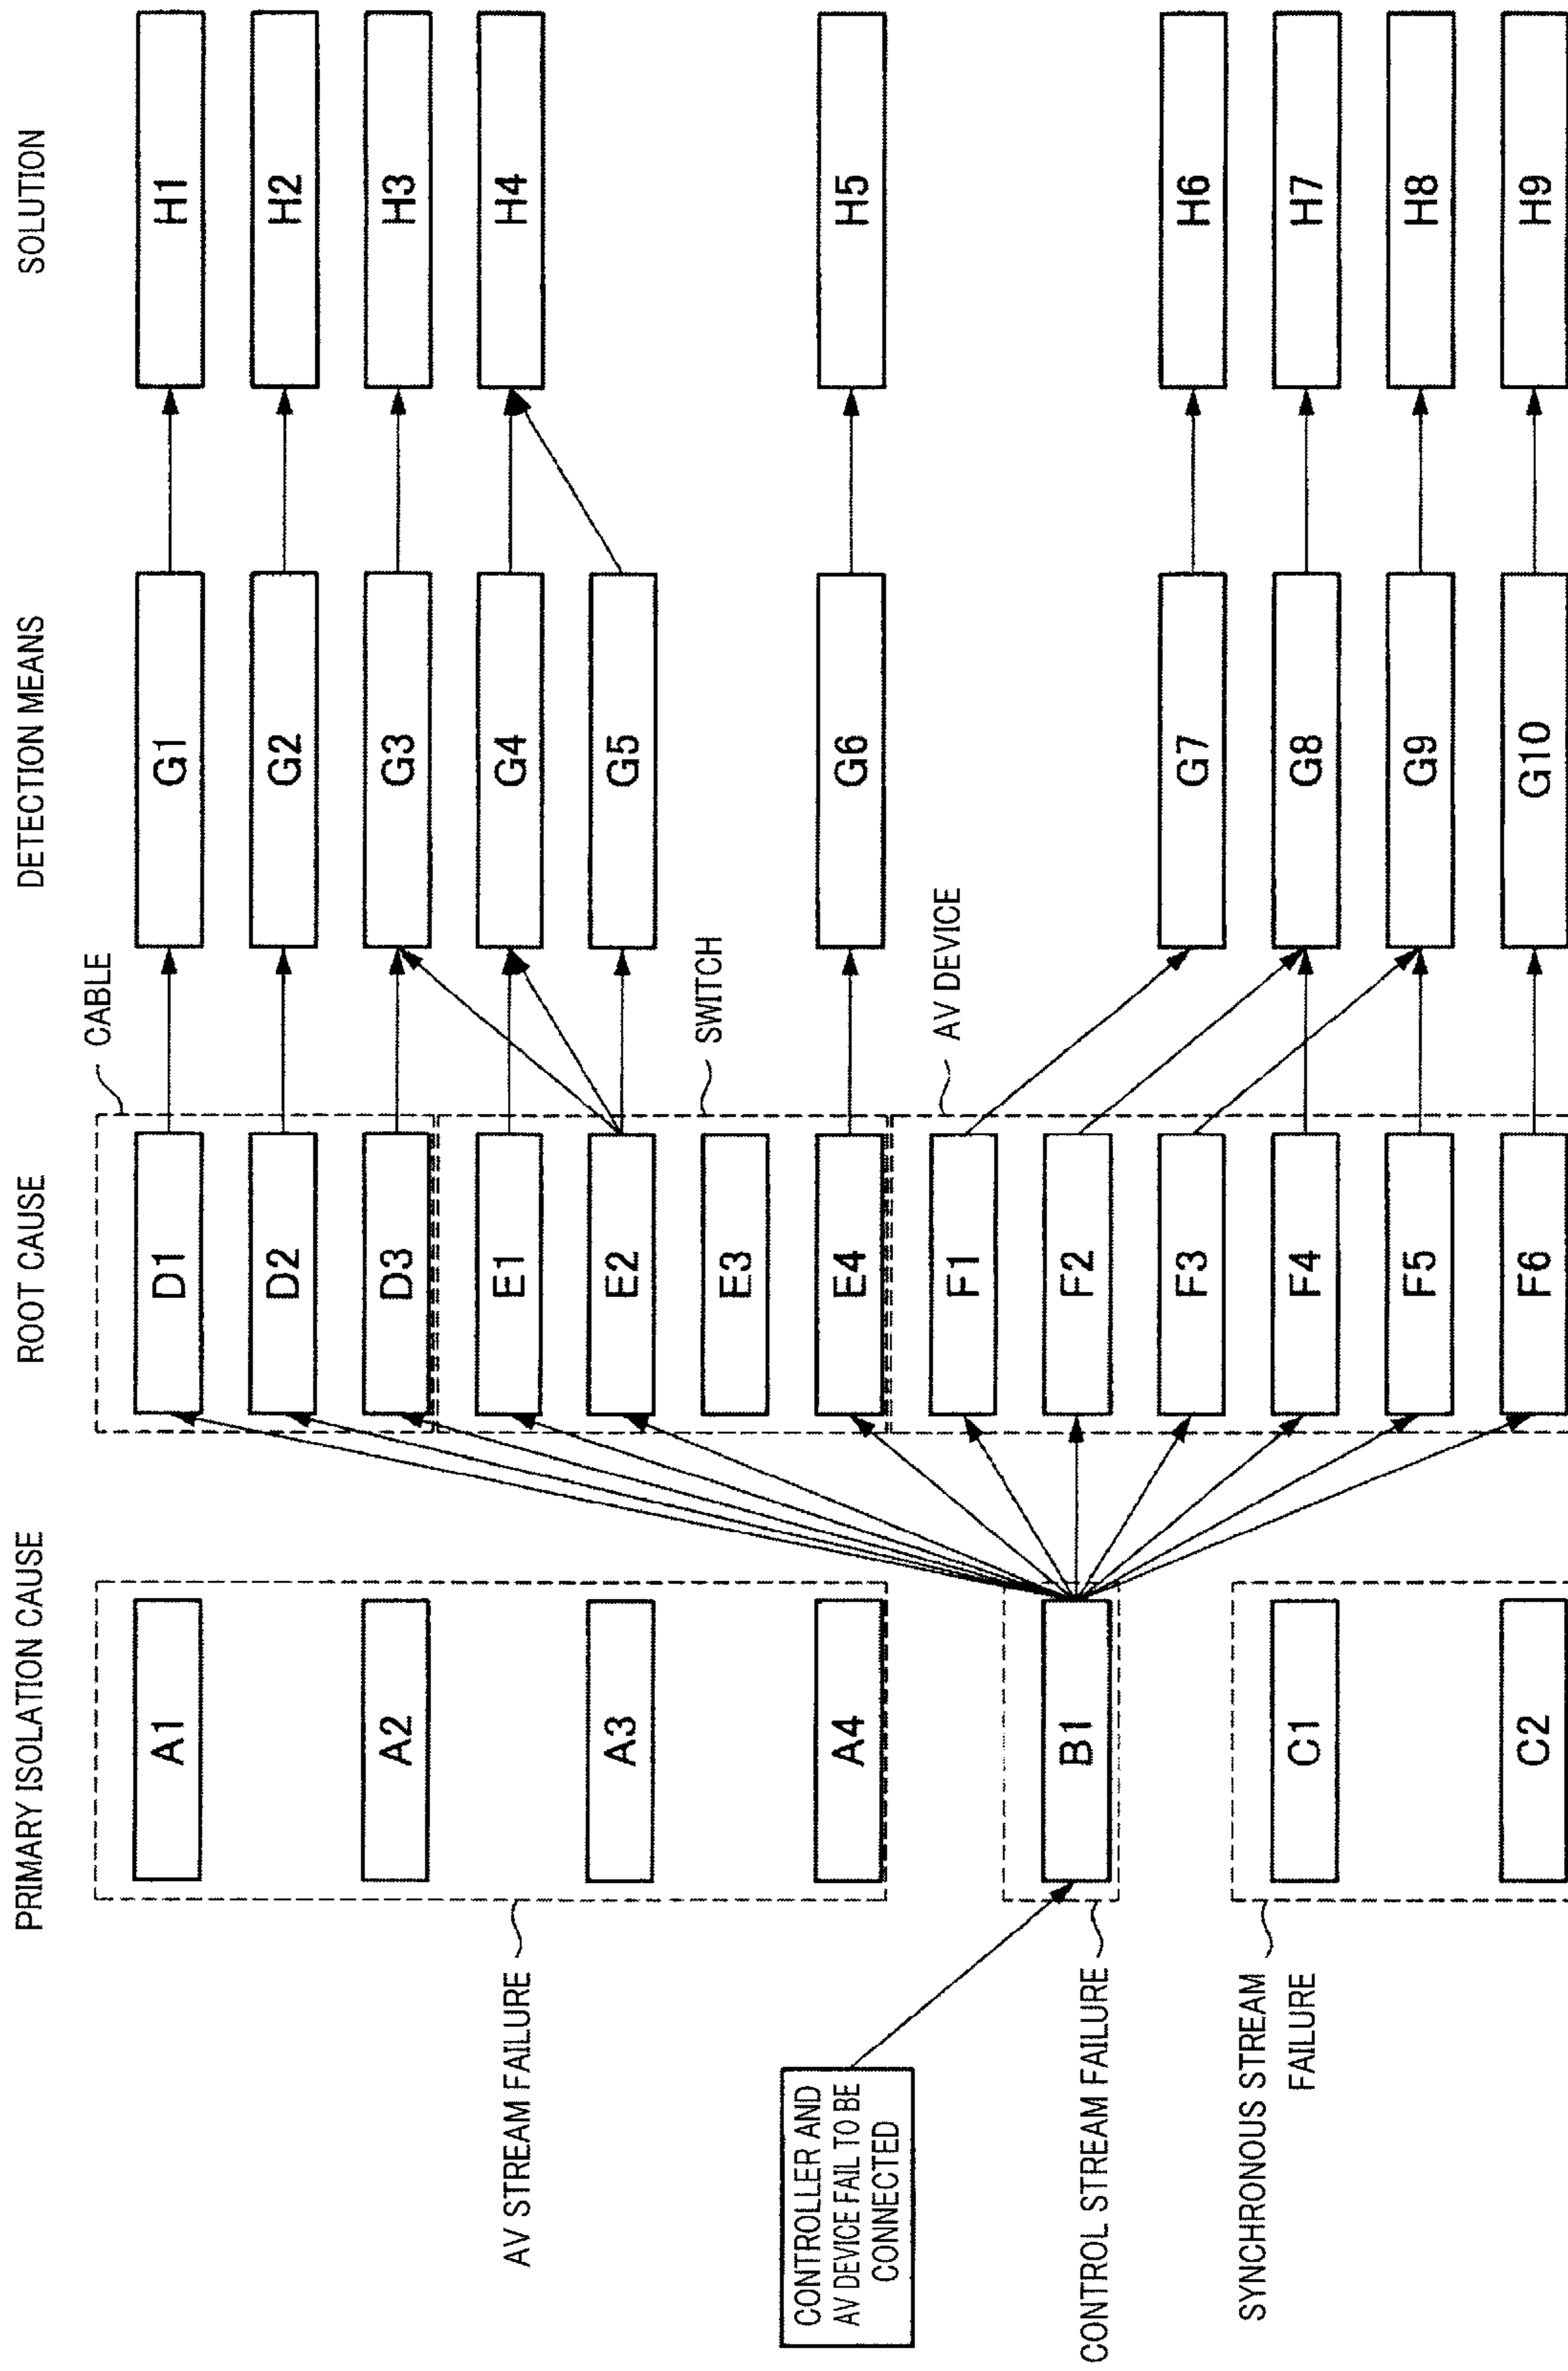 PRIMARY ISOLATION CAUSE
ROOT CAUSE
DETECTION MEANS
SOLUTION
AV STREAM FAILURE
CONTROLLER AND
AV DEVICE FAIL TO BE
CONNECTED
CONTROL STREAM FAILURE
SYNCHRONOUS STREAM
FAILURE
A1
A2
A3
A4
B1
C1
C2
CABLE
D1
D2
D3
SWITCH
E1
E2
E3
E4
AV DEVICE
F1
F2
F3
F4
F5
F6
G1
G2
G3
G4
G5
G6
G7
G8
G9
G10
H1
H2
H3
H4
H5
H6
H7
H8
H9